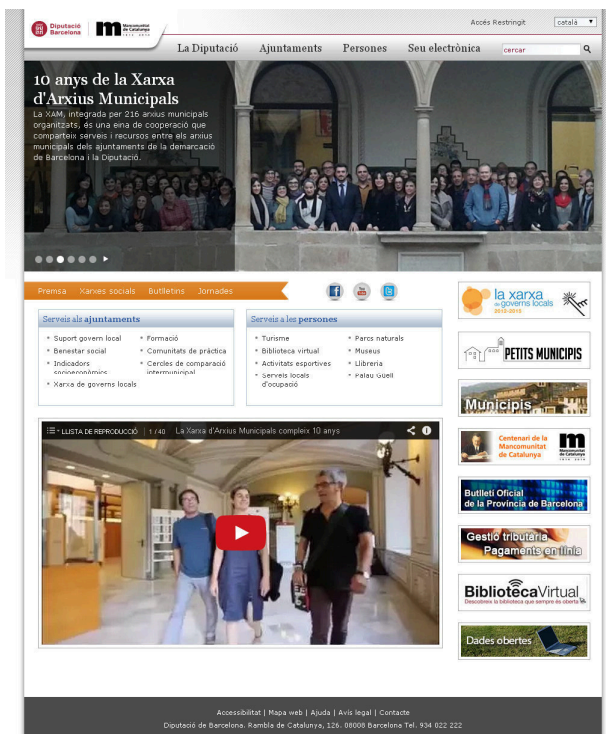 Diputació
Barcelona
Mancomunitat
de Catalunya
Accés Restringit
català
La Diputació
Ajuntaments
Persones
Seu electrònica
cercar
10 anys de la Xarxa
d'Arxius Municipals
La XAM, integrada per 216 arxius municipals
organitzats, és una eina de cooperació que
comparteix serveis i recursos entre els arxius
municipals dels ajuntaments de la demarcació
de Barcelona i la Diputació.
Premsa Xarxes socials Butlletins Jornades
Serveis als ajuntaments
Suport govern local
Benestar social
Indicadors
socioeconòmics
Xarxa de governs locals
Formació
Comunitats de pràctica
Cercles de comparació
intermunicipal
Serveis a les persones
Turisme
Biblioteca virtual
Activitats esportives
Serveis locals
d'ocupació
Parcs naturals
Museus
Llibreria
Palau Güell
LLISTA DE REPRODUCCIÓ | 1 / 40 La Xarxa d'Arxius Municipals compleix 10 anys
la xarxa
de governs locals
2012-2015
PETITS MUNICIPIS
Municipis
Centenari de la
Mancomunitat
de Catalunya
Mancomunitat
de Catalunya
Butlletí Oficial
de la Província de Barcelona
Gestió tributària
Pagaments en línia
BibliotecaVirtual
Descobreix la biblioteca que sempre és oberta
Dades obertes
Accessibilitat | Mapa web | Ajuda | Avís legal | Contacte
Diputació de Barcelona. Rambla de Catalunya, 126. 08008 Barcelona Tel. 934 022 222